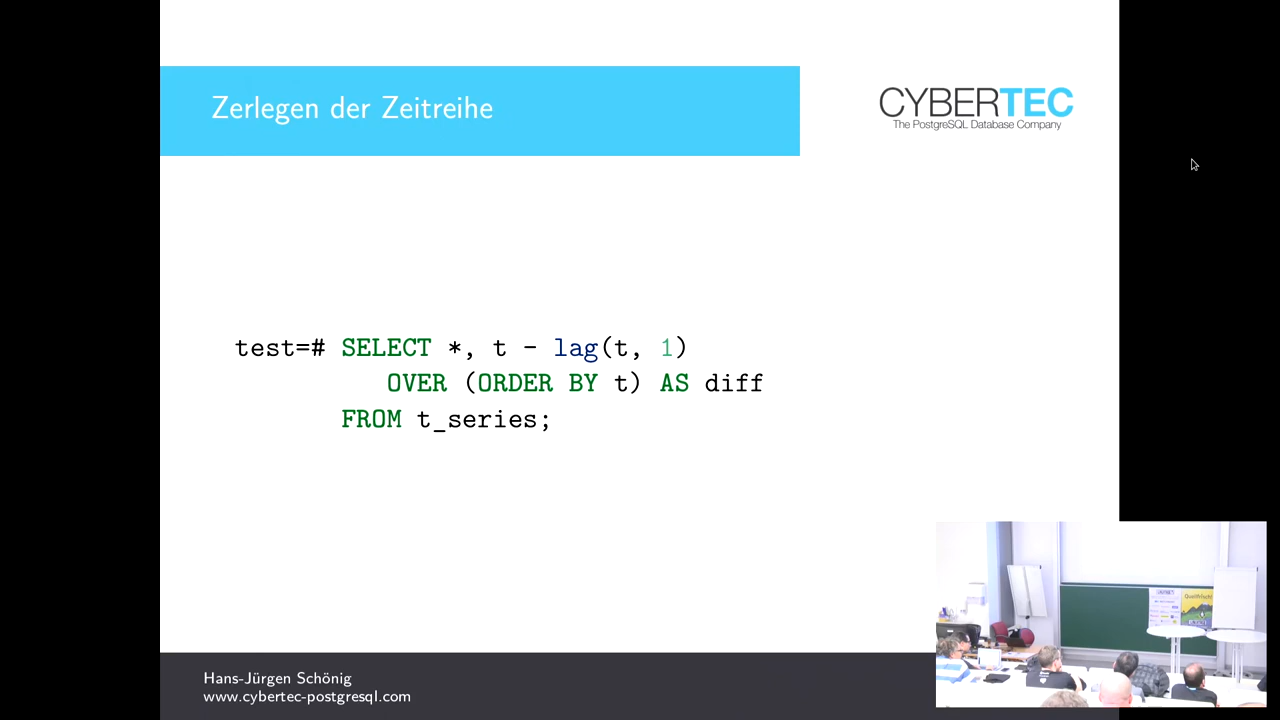 Zerlegen der Zeitreihe
CYBERTEC
The PostgreSQL Database Company
test=# SELECT *, t - lag(t, 1)
OVER (ORDER BY t) AS diff
FROM t_series;
Hans-Jürgen Schönig
www.cybertec-postgresql.com